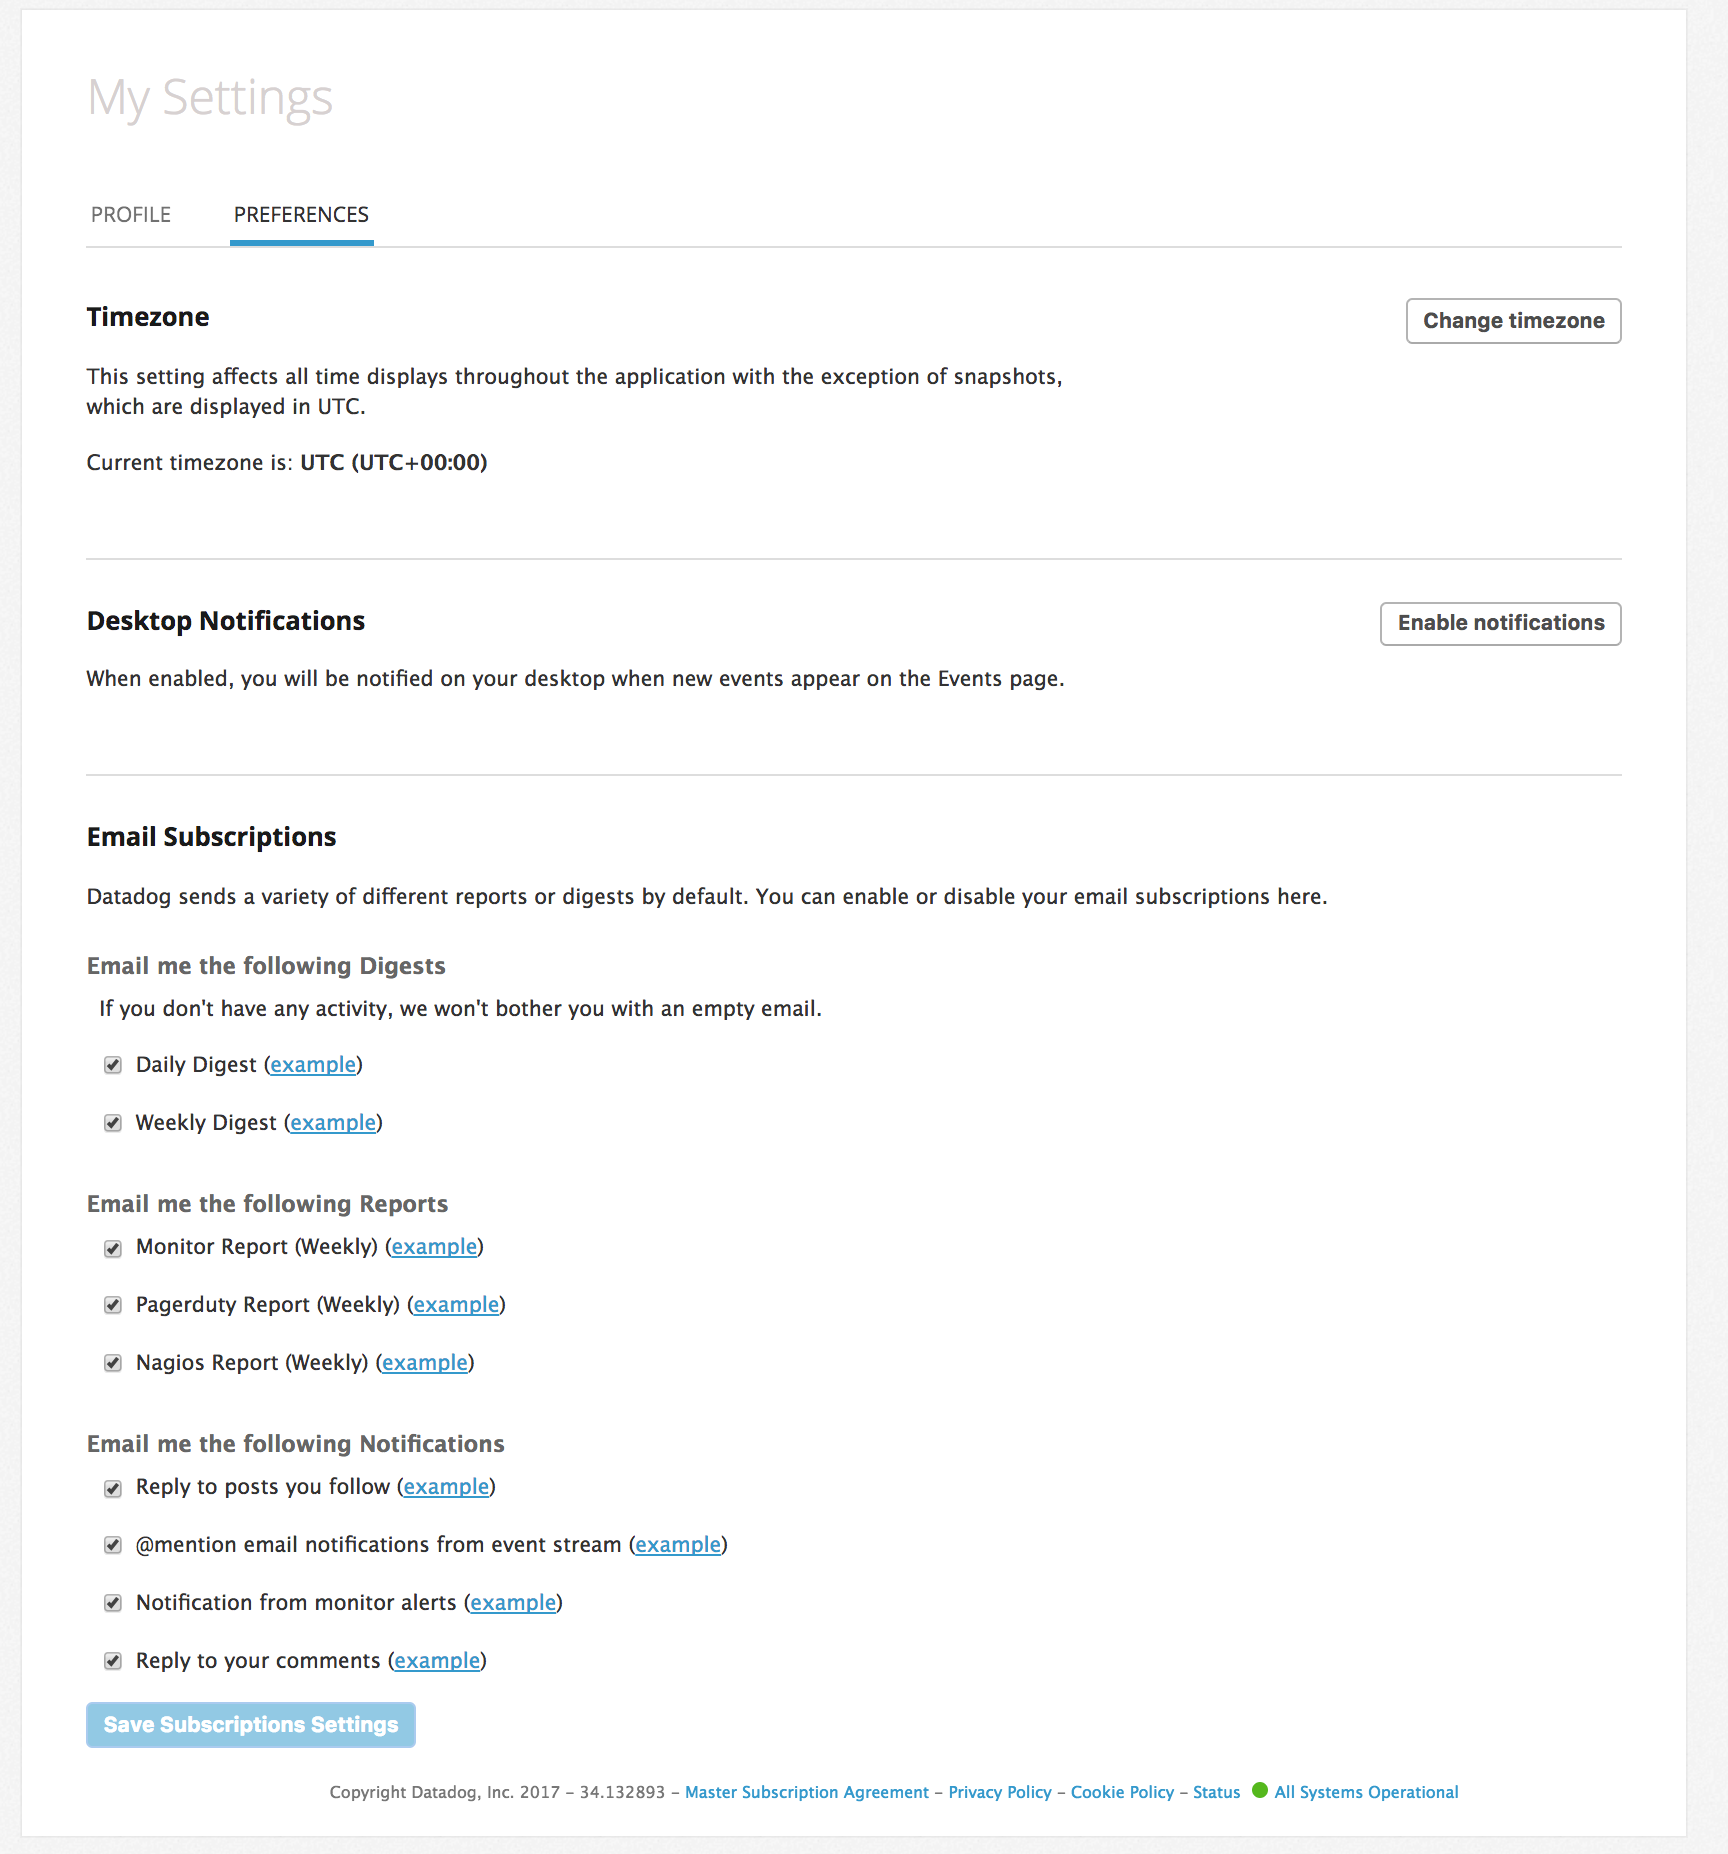 My Settings
PROFILE PREFERENCES
Timezone
Change timezone
This setting affects all time displays throughout the application with the exception of snapshots,
which are displayed in UTC.
Current timezone is: UTC (UTC+00:00)
Desktop Notifications
Enable notifications
When enabled, you will be notified on your desktop when new events appear on the Events page.
Email Subscriptions
Datadog sends a variety of different reports or digests by default. You can enable or disable your email subscriptions here.
Email me the following Digests
If you don't have any activity, we won't bother you with an empty email.
Daily Digest (example)
Weekly Digest (example)
Email me the following Reports
Monitor Report (Weekly) (example)
Pagerduty Report (Weekly) (example)
Nagios Report (Weekly) (example)
Email me the following Notifications
Reply to posts you follow (example)
@mention email notifications from event stream (example)
Notification from monitor alerts (example)
Reply to your comments (example)
Save Subscriptions Settings
Copyright Datadog, Inc. 2017 – 34.132893 – Master Subscription Agreement – Privacy Policy – Cookie Policy – Status All Systems Operational